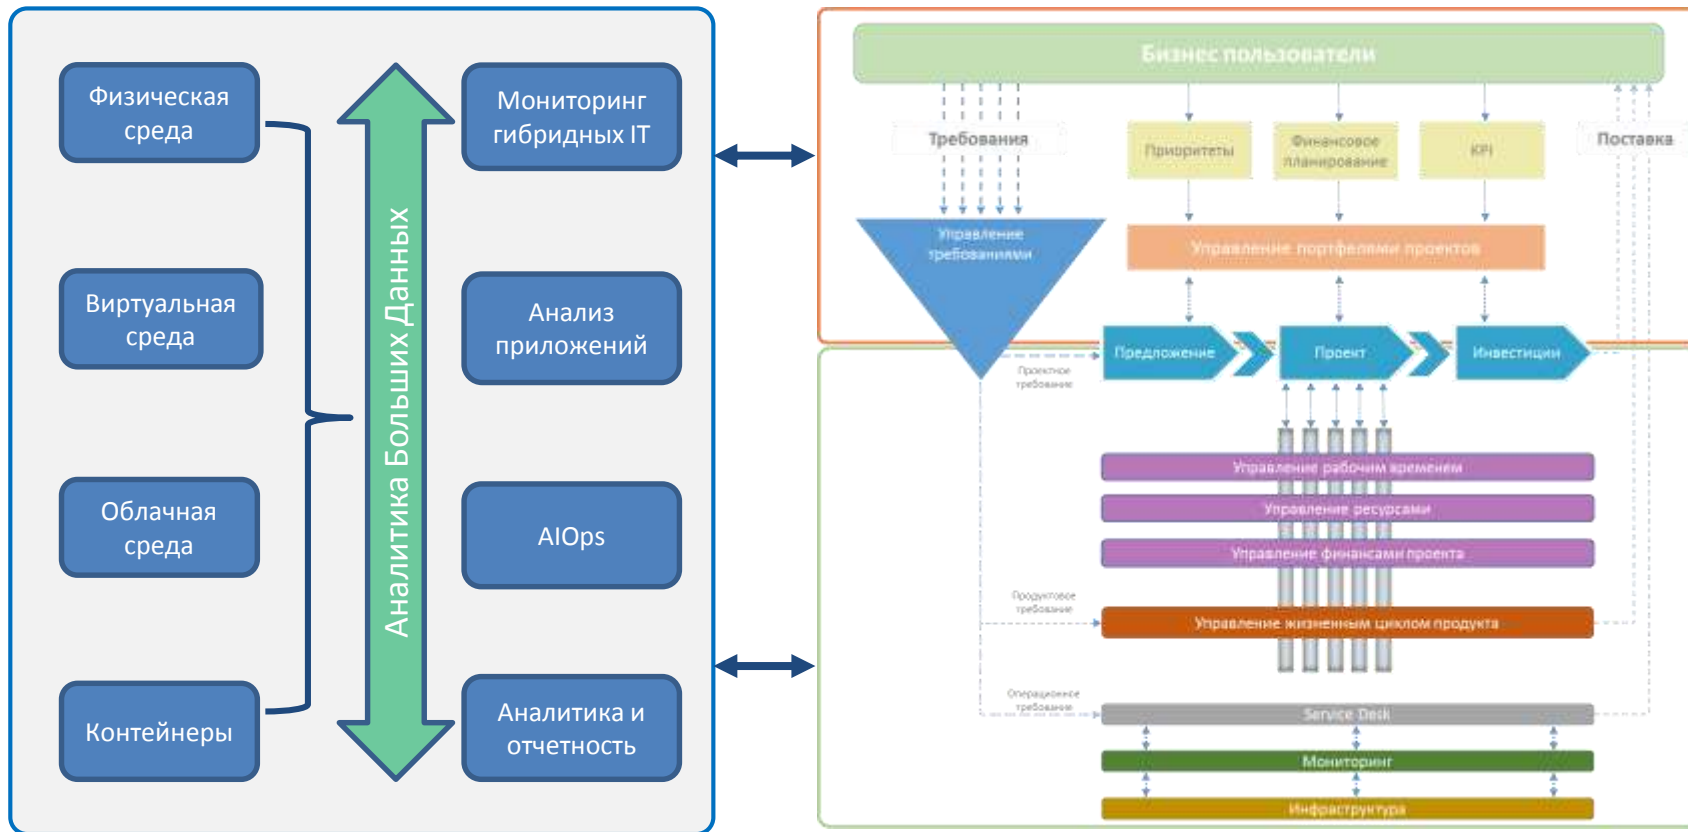 Физическая
среда
Виртуальная
среда
Облачная
среда
Контейнеры
Аналитика Больших Данных
Мониторинг
гибридных IT
Анализ
приложений
AIOps
Аналитика и
отчетность
Бизнес пользователи
Требования
Приоритеты
Финансовое
планирование
KPI
Поставка
Управление
требованиями
Управление портфелями проектов
Предложение
Проект
Инвестиции
Проектное
требование
Управление рабочим временем
Управление ресурсами
Управление финансами проекта
Продуктовое
требование
Управление жизненным циклом продукта
Операционное
требование
Service Desk
Мониторинг
Инфраструктура